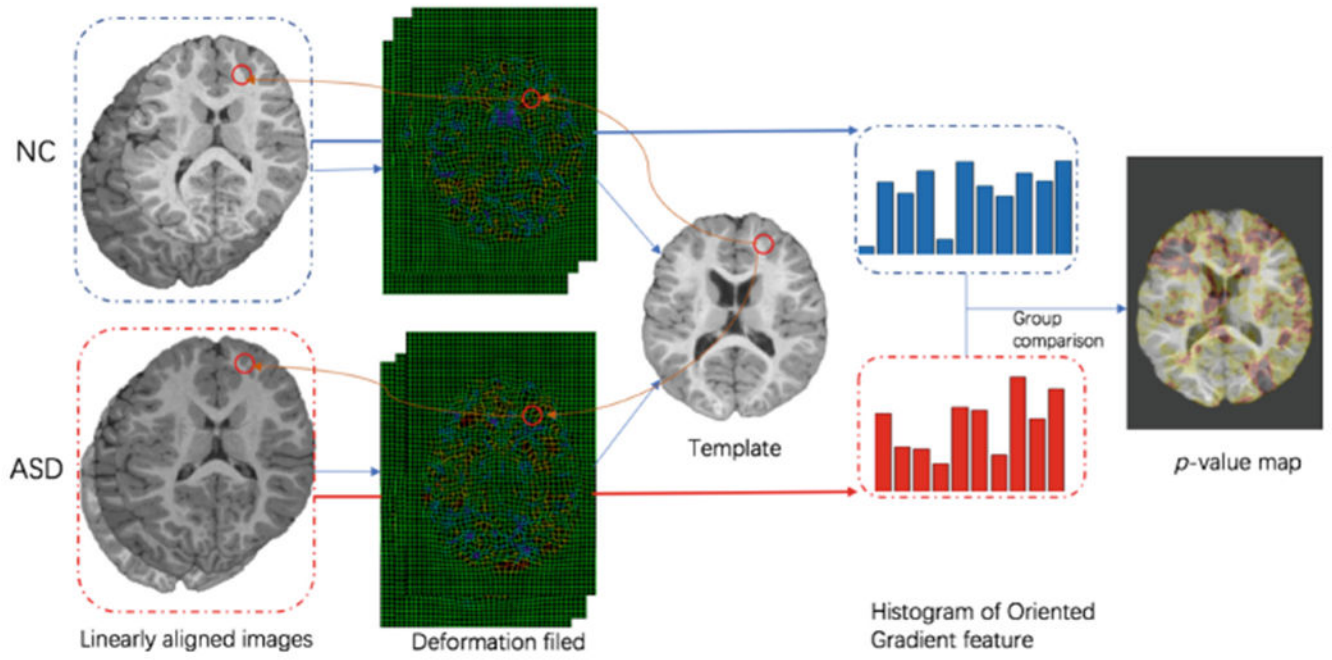 NC
Group
comparison
Template
p-value map
ASD
Linearly aligned images
Deformation filed
Histogram of Oriented
Gradient feature